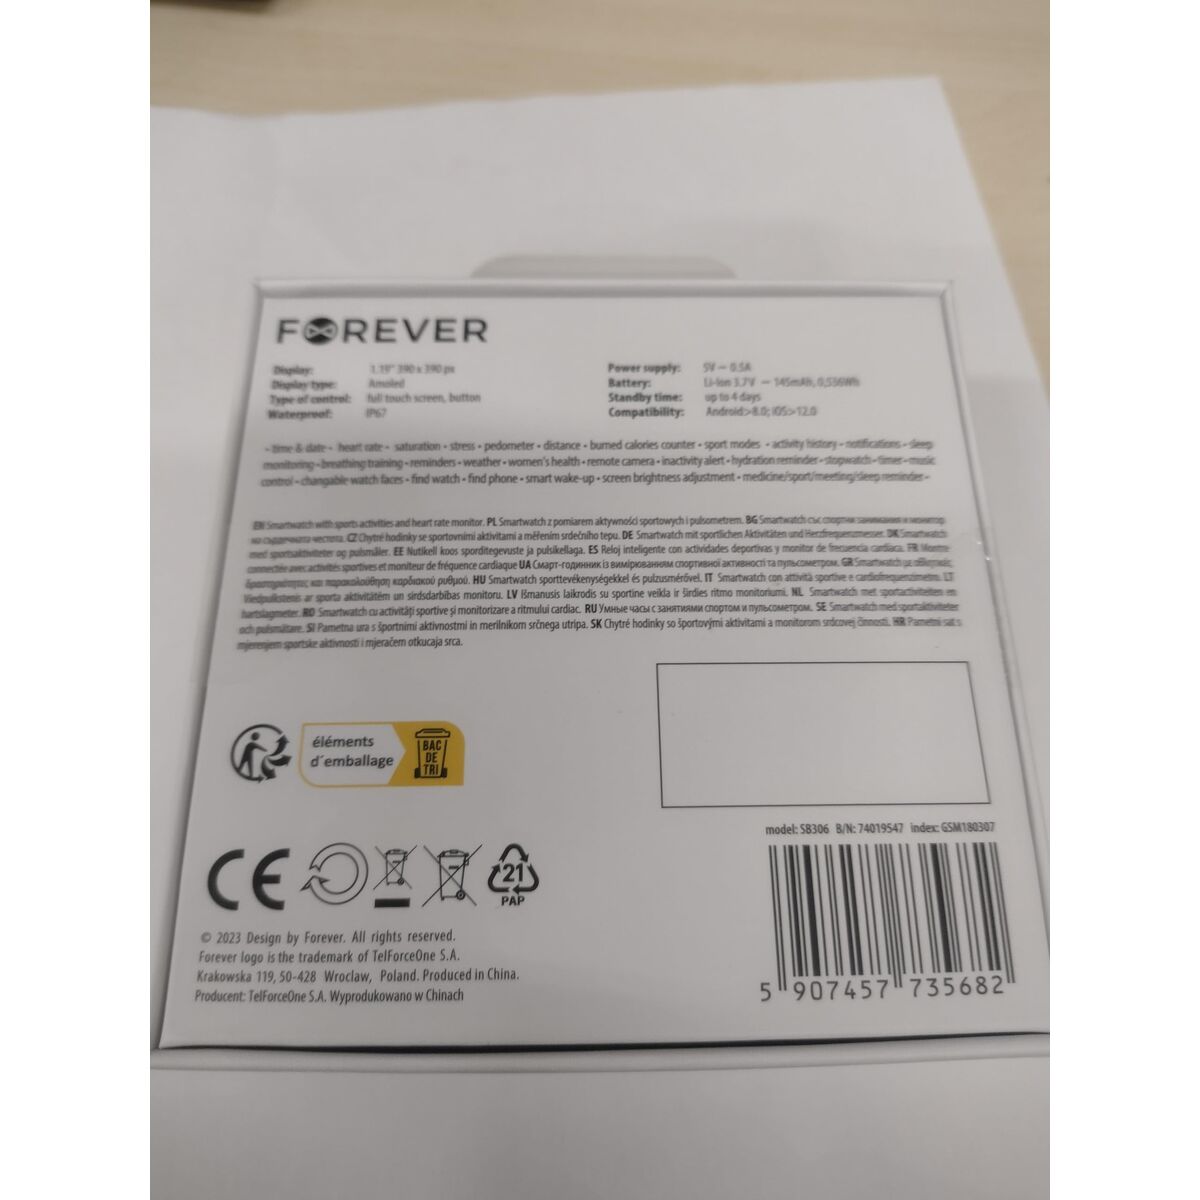 FOREVER
Display: 1.19" 390 x 390 px
Display type: Amoled
Type of control: full touch screen, button
Waterproof: IP67
Power supply: 5V ⎓ 0.5A
Battery: Li-Ion 3.7V ⎓ 145mAh, 0,536Wh
Standby time: up to 4 days
Compatibility: Android>8.0; iOS>12.0
• time & date • heart rate • saturation • stress • pedometer • distance • burned calories counter • sport modes • activity history • notifications • sleep
monitoring • breathing training • reminders • weather • women's health • remote camera • inactivity alert • hydration reminder • stopwatch • timer • music
control • changable watch faces • find watch • find phone • smart wake-up • screen brightness adjustment • medicine/sport/meeting/sleep reminder •
EN Smartwatch with sports activities and heart rate monitor. PL Smartwatch z pomiarem aktywności sportowych i pulsometrem. BG Smartwatch със спортни занимания и монитор
на сърдечната честота. CZ Chytré hodinky se sportovními aktivitami a měřením srdečního tepu. DE Smartwatch mit sportlichen Aktivitäten und Herzfrequenzmesser. DK Smartwatch
med sportsaktiviteter og pulsmåler. EE Nutikell koos sporditegevuste ja pulsikellaga. ES Reloj inteligente con actividades deportivas y monitor de frecuencia cardíaca. FR Montre
connectée avec activités sportives et moniteur de fréquence cardiaque UA Смарт-годинник із вимірюванням спортивної активності та пульсометром. GR Smartwatch με αθλητικές
δραστηριότητες και παρακολούθηση καρδιακού ρυθμού. HU Smartwatch sporttevékenységekkel és pulzusmérővel. IT Smartwatch con attività sportive e cardiofrequenzimetro. LT
Viedpulkstenis ar sporta aktivitātēm un sirdsdarbības monitoru. LV Išmanusis laikrodis su sportine veikla ir širdies ritmo monitoriumi. NL Smartwatch met sportactiviteiten en
hartslagmeter. RO Smartwatch cu activități sportive și monitorizare a ritmului cardiac. RU Умные часы с занятиями спортом и пульсометром. SE Smartwatch med sportaktiviteter
och pulsmätare. SI Pametna ura s športnimi aktivnostmi in merilnikom srčnega utripa. SK Chytré hodinky so športovými aktivitami a monitorom srdcovej činnosti. HR Pametni sat s
mjerenjem sportske aktivnosti i mjeračem otkucaja srca.
éléments
d´emballage
BAC
DE
TRI
model: SB306 B/N: 74019547 index: GSM180307
CE
21
PAP
© 2023 Design by Forever. All rights reserved.
Forever logo is the trademark of TelForceOne S.A.
Krakowska 119, 50-428 Wroclaw, Poland. Produced in China.
Producent: TelForceOne S.A. Wyprodukowano w Chinach
5 907457 735682